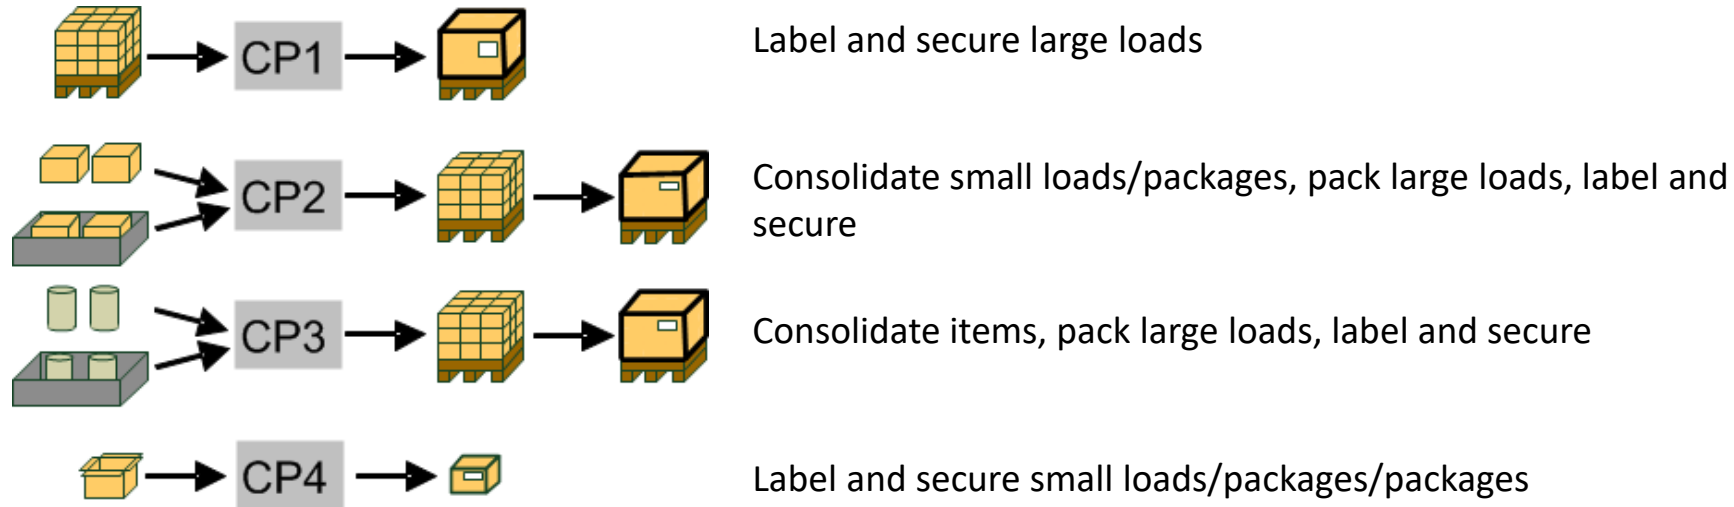 CP1
Label and secure large loads
CP2
Consolidate small loads/packages, pack large loads, label and
secure
CP3
Consolidate items, pack large loads, label and secure
CP4
Label and secure small loads/packages/packages